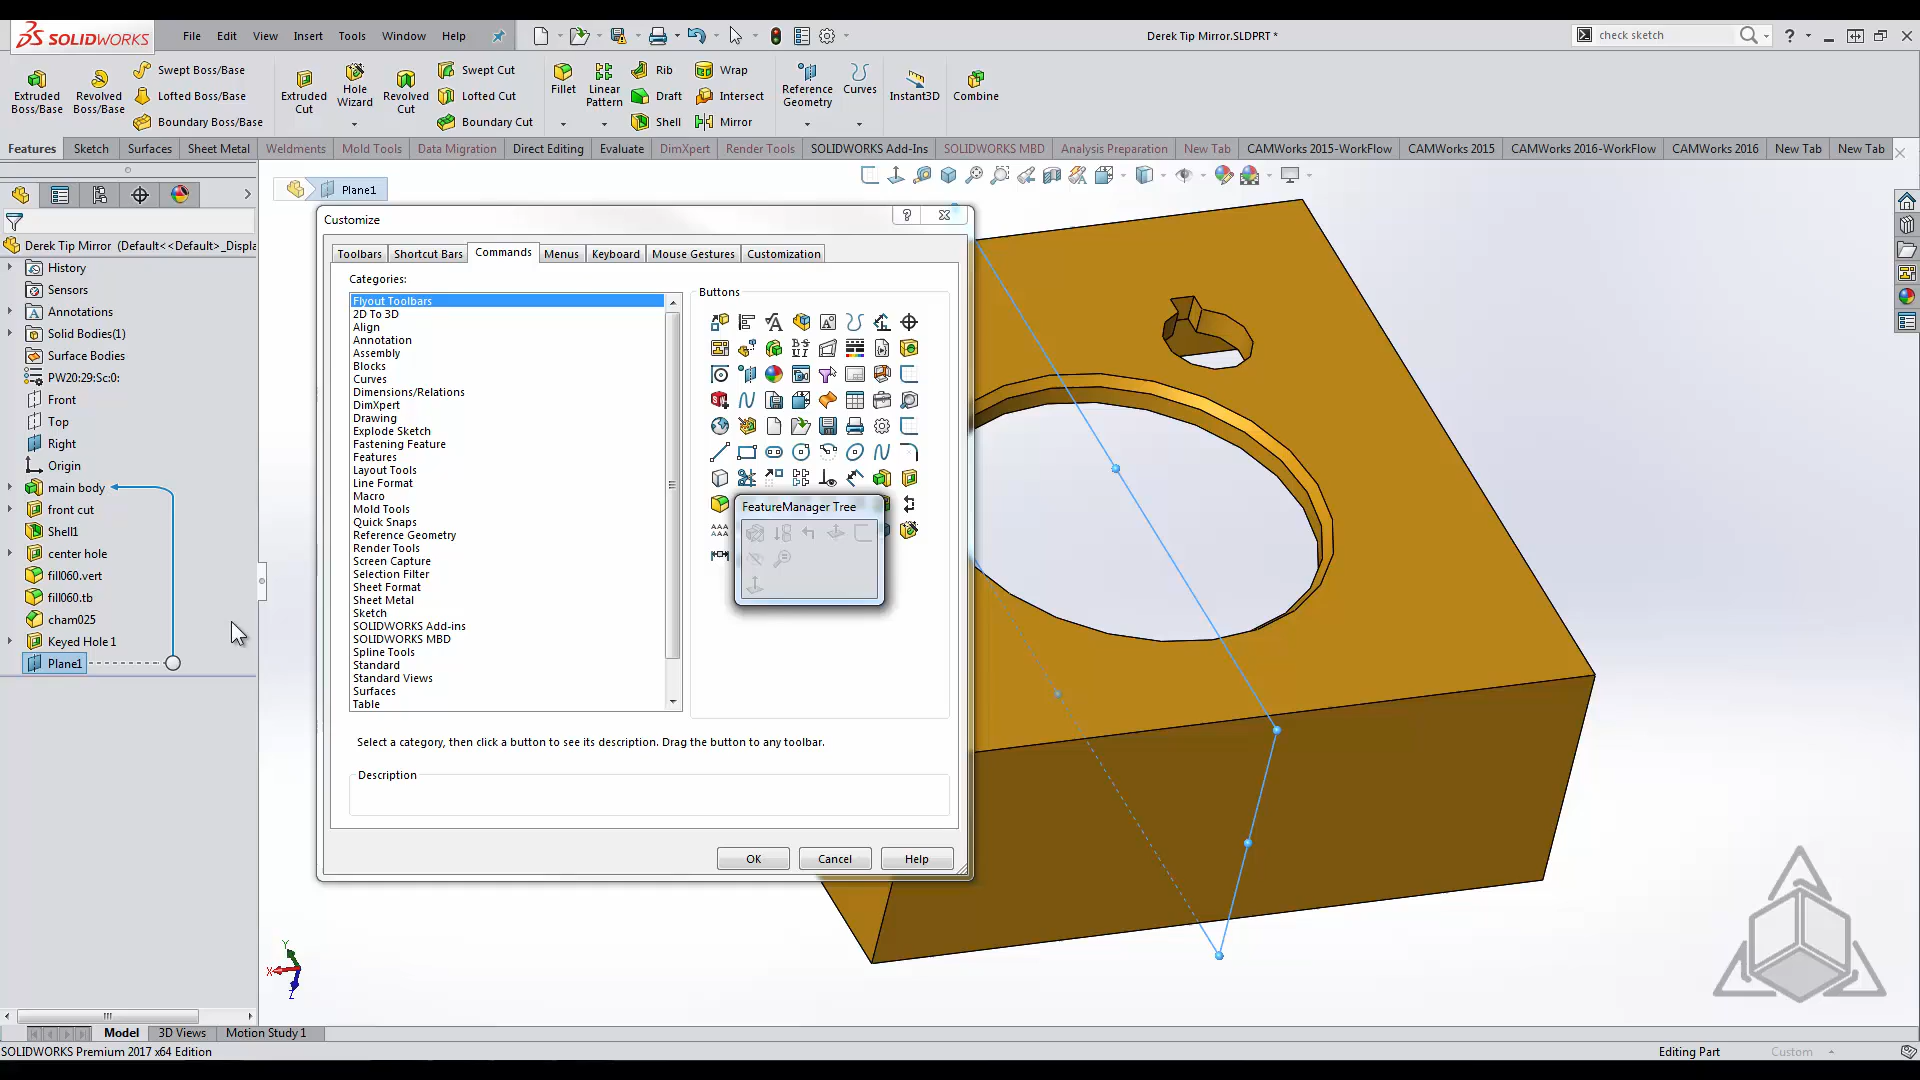 SOLIDWORKS
File Edit View Insert Tools Window Help
Derek Tip Mirror.SLDPRT *
check sketch
Extruded Boss/Base
Revolved Boss/Base
Swept Boss/Base
Lofted Boss/Base
Boundary Boss/Base
Extruded Cut
Hole Wizard
Revolved Cut
Swept Cut
Lofted Cut
Boundary Cut
Fillet
Linear Pattern
Rib
Draft
Shell
Wrap
Intersect
Mirror
Reference Geometry
Curves
Instant3D
Combine
Features Sketch Surfaces Sheet Metal Weldments Mold Tools Data Migration Direct Editing Evaluate DimXpert Render Tools SOLIDWORKS Add-Ins SOLIDWORKS MBD Analysis Preparation New Tab CAMWorks 2015-WorkFlow CAMWorks 2015 CAMWorks 2016-WorkFlow CAMWorks 2016 New Tab New Tab
Plane1
Derek Tip Mirror (Default<<Default>_Displa
History
Sensors
Annotations
Solid Bodies(1)
Surface Bodies
PW20:29:Sc:0:
Front
Top
Right
Origin
main body
front cut
Shell1
center hole
fill060.vert
fill060.tb
cham025
Keyed Hole 1
Plane1
Customize
Toolbars Shortcut Bars Commands Menus Keyboard Mouse Gestures Customization
Categories:
Flyout Toolbars
2D To 3D
Align
Annotation
Assembly
Blocks
Curves
Dimensions/Relations
DimXpert
Drawing
Explode Sketch
Fastening Feature
Features
Layout Tools
Line Format
Macro
Mold Tools
Quick Snaps
Reference Geometry
Render Tools
Screen Capture
Selection Filter
Sheet Format
Sheet Metal
Sketch
SOLIDWORKS Add-ins
SOLIDWORKS MBD
Spline Tools
Standard
Standard Views
Surfaces
Table
Buttons
FeatureManager Tree
Select a category, then click a button to see its description. Drag the button to any toolbar.
Description
OK Cancel Help
Y
X
Z
Model 3D Views Motion Study 1
SOLIDWORKS Premium 2017 x64 Edition
Editing Part
Custom